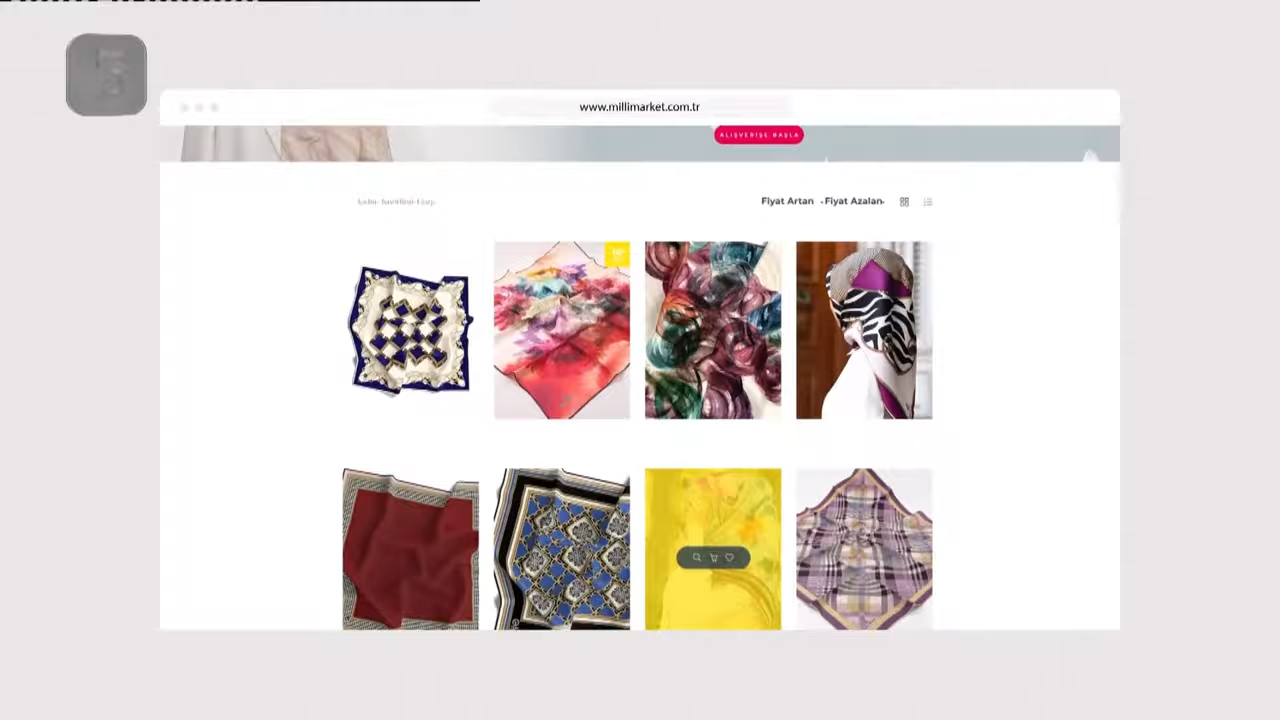 www.millimarket.com.tr
ALIŞVERİŞE BAŞLA
Fiyat Artan - Fiyat Azalan